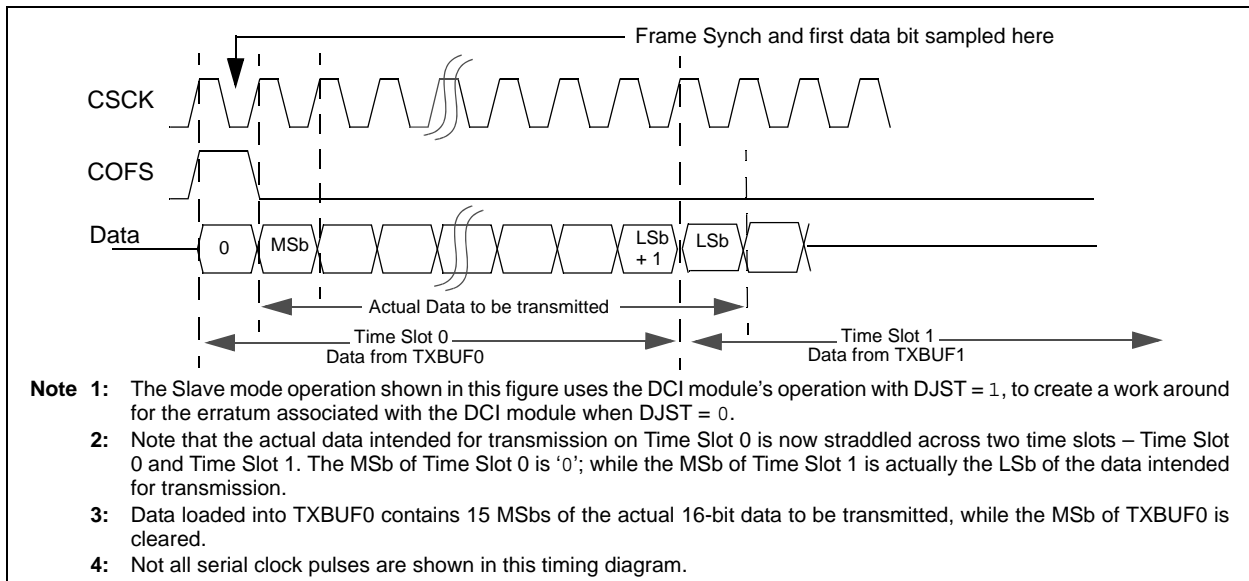 Frame Synch and first data bit sampled here
CSCK
COFS
Data
0
MSb
LSb
+ 1
LSb
Actual Data to be transmitted
Time Slot 0
Data from TXBUF0
Time Slot 1
Data from TXBUF1
Note 1: The Slave mode operation shown in this figure uses the DCI module's operation with DJST = 1, to create a work around
for the erratum associated with the DCI module when DJST = 0.
2: Note that the actual data intended for transmission on Time Slot 0 is now straddled across two time slots – Time Slot
0 and Time Slot 1. The MSb of Time Slot 0 is '0'; while the MSb of Time Slot 1 is actually the LSb of the data intended
for transmission.
3: Data loaded into TXBUF0 contains 15 MSbs of the actual 16-bit data to be transmitted, while the MSb of TXBUF0 is
cleared.
4: Not all serial clock pulses are shown in this timing diagram.